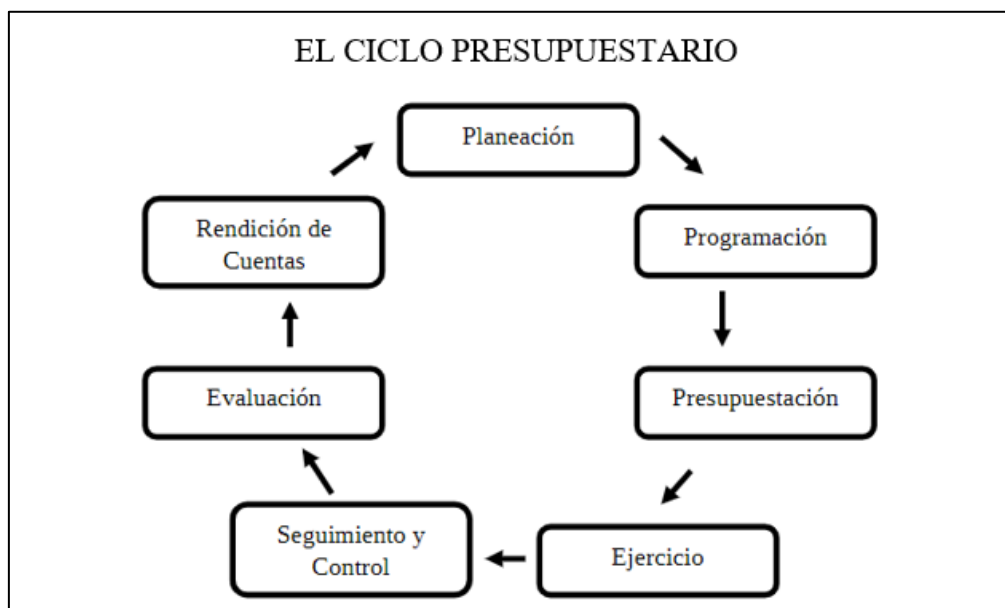 EL CICLO PRESUPUESTARIO
Planeación
Programación
Presupuestación
Ejercicio
Seguimiento y
Control
Evaluación
Rendición de
Cuentas